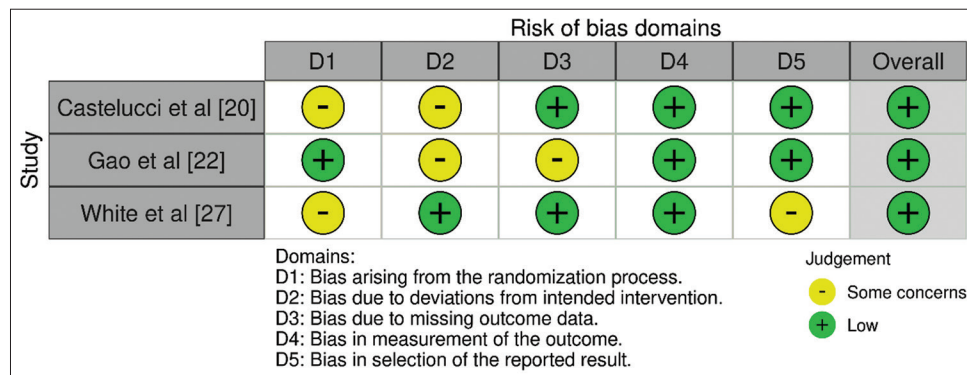 Risk of bias domains
D1 D2 D3 D4 D5 Overall
Study
Castelucci et al [20] - - + + + +
Gao et al [22] + - - + + +
White et al [27] - + + + - +
Domains:
D1: Bias arising from the randomization process.
D2: Bias due to deviations from intended intervention.
D3: Bias due to missing outcome data.
D4: Bias in measurement of the outcome.
D5: Bias in selection of the reported result.
Judgement
- Some concerns
+ Low